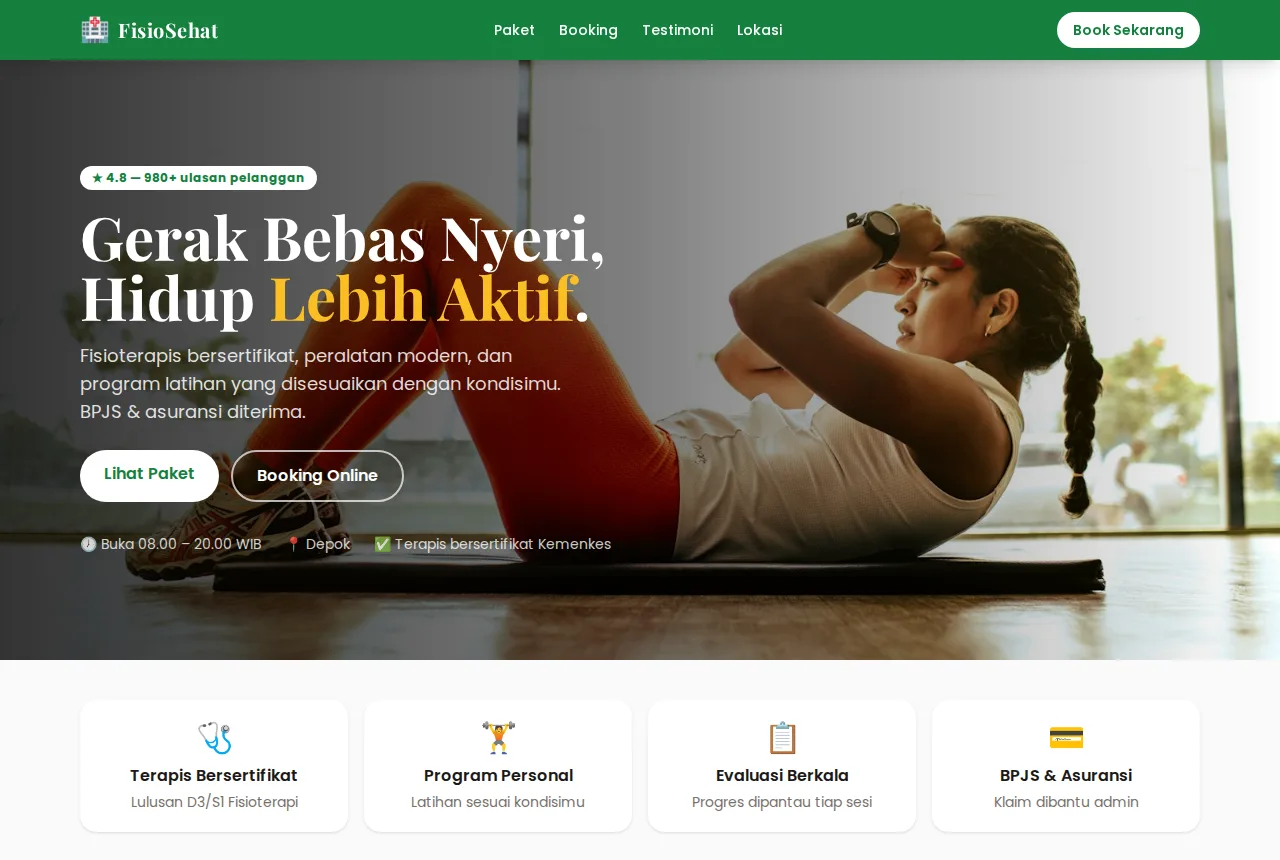 FisioSehat
Paket
Booking
Testimoni
Lokasi
Book Sekarang
★ 4.8 — 980+ ulasan pelanggan
Gerak Bebas Nyeri,
Hidup Lebih Aktif.
Fisioterapis bersertifikat, peralatan modern, dan
program latihan yang disesuaikan dengan kondisimu.
BPJS & asuransi diterima.
Lihat Paket
Booking Online
🕗 Buka 08.00 – 20.00 WIB
📍 Depok
✅ Terapis bersertifikat Kemenkes
Terapis Bersertifikat
Lulusan D3/S1 Fisioterapi
Program Personal
Latihan sesuai kondisimu
Evaluasi Berkala
Progres dipantau tiap sesi
BPJS & Asuransi
Klaim dibantu admin